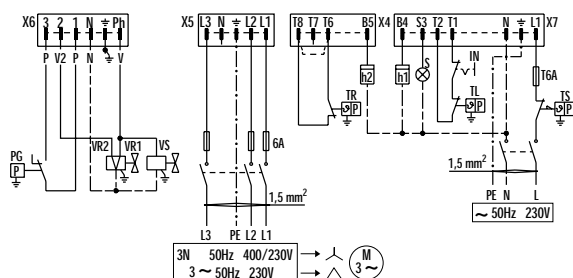 X6 3 2 1 N ⏚ Ph
X5 L3 N ⏚ L2 L1
T8 T7 T6 B5 X4 B4 S3 T2 T1 N ⏚ L1 X7
P V2 P N V
h2 h1 S IN
T6A
TR ϑ P
TL ϑ P
TS ϑ P
6A
PG P
VR2 VR1 VS
1,5 mm²
1,5 mm²
PE N L
~ 50Hz 230V
L3 PE L2 L1
3N 50Hz 400/230V
3 ~ 50Hz 230V
M
3 ~